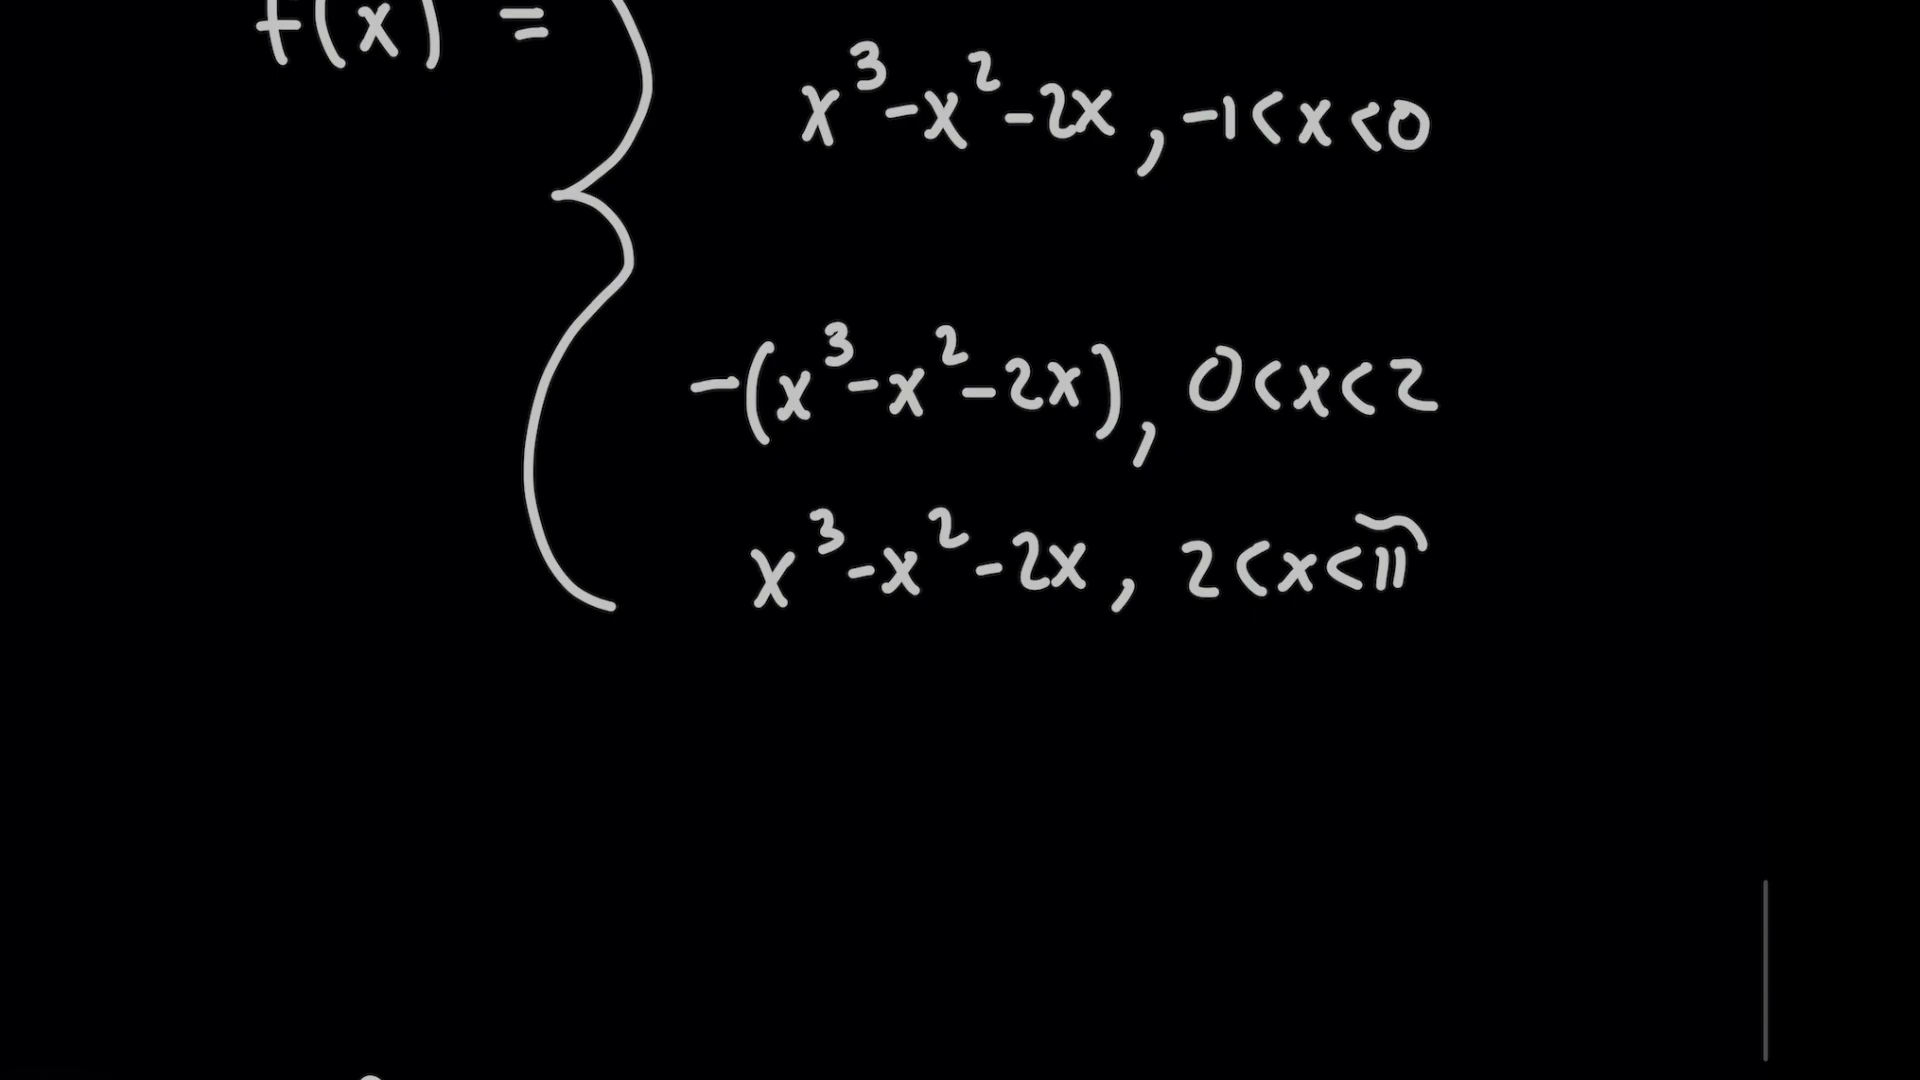 f(x) =
x³-x²-2x, -1<x<0
-(x³-x²-2x), 0<x<2
x³-x²-2x, 2<x<π